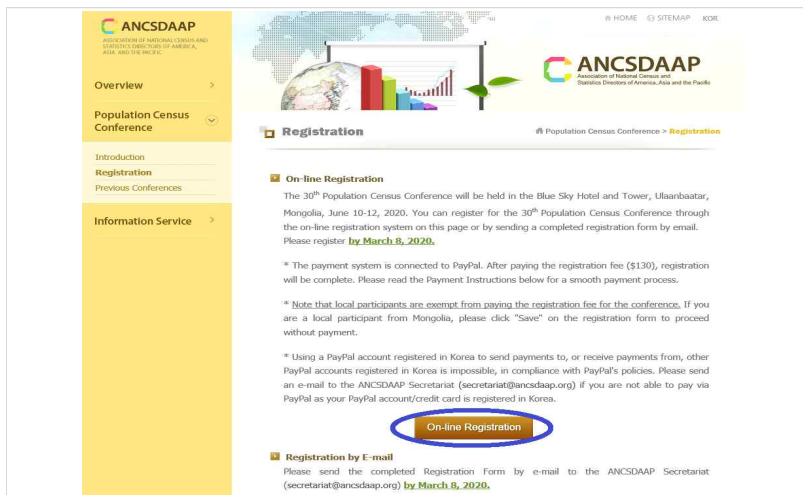 ANCSDAAP
ASSOCIATION OF NATIONAL CENSUS AND
STATISTICS DIRECTORS OF AMERICA,
ASIA AND THE PACIFIC
HOME SITEMAP KOR
ANCSDAAP
Association of National Census and
Statistics Directors of America, Asia and the Pacific
Overview
Population Census
Conference
Introduction
Registration
Previous Conferences
Information Service
Registration
Population Census Conference > Registration
On-line Registration
The 30th Population Census Conference will be held in the Blue Sky Hotel and Tower, Ulaanbaatar,
Mongolia, June 10-12, 2020. You can register for the 30th Population Census Conference through
the on-line registration system on this page or by sending a completed registration form by email.
Please register by March 8, 2020.
* The payment system is connected to PayPal. After paying the registration fee ($130), registration
will be complete. Please read the Payment Instructions below for a smooth payment process.
* Note that local participants are exempt from paying the registration fee for the conference. If you
are a local participant from Mongolia, please click "Save" on the registration form to proceed
without payment.
* Using a PayPal account registered in Korea to send payments to, or receive payments from, other
PayPal accounts registered in Korea is impossible, in compliance with PayPal's policies. Please send
an e-mail to the ANCSDAAP Secretariat (secretariat@ancsdaap.org) if you are not able to pay via
PayPal as your PayPal account/credit card is registered in Korea.
On-line Registration
Registration by E-mail
Please send the completed Registration Form by e-mail to the ANCSDAAP Secretariat
(secretariat@ancsdaap.org) by March 8, 2020.